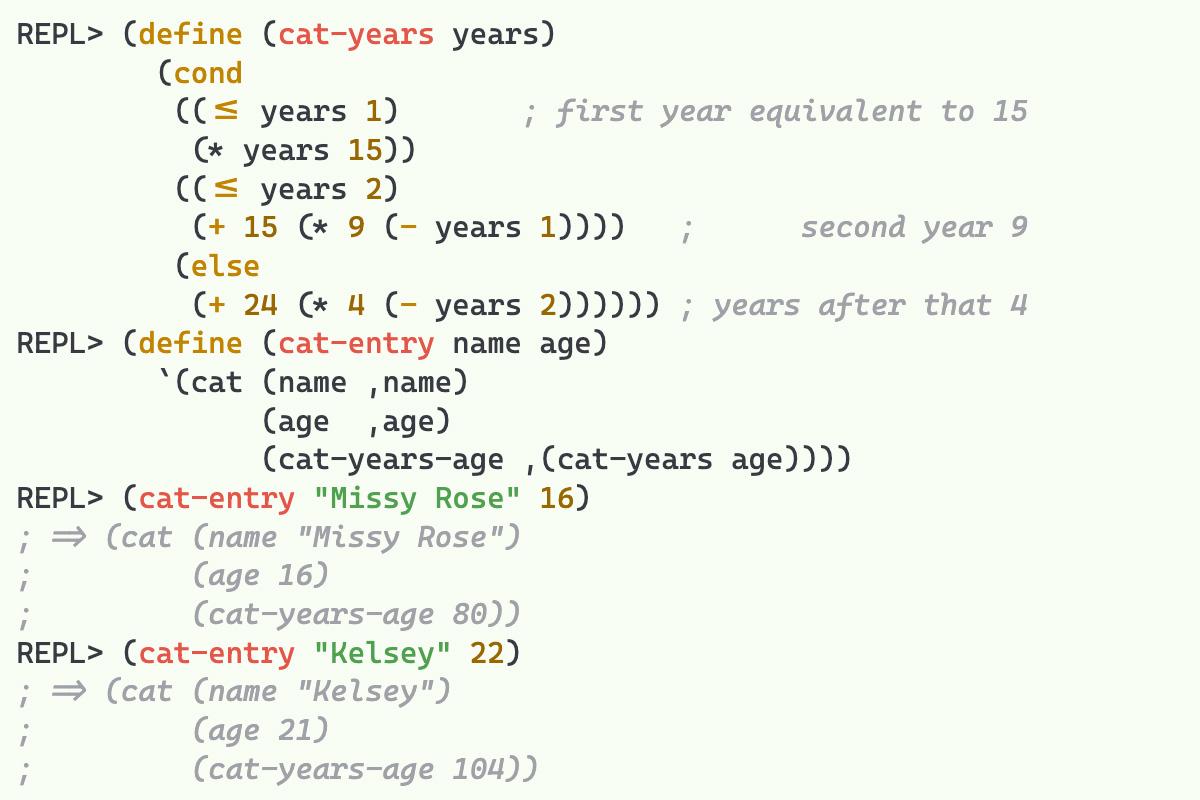 REPL> (define (cat-years years)
        (cond
         ((<= years 1)       ; first year equivalent to 15
          (* years 15))
         ((<= years 2)
          (+ 15 (* 9 (- years 1))))   ;      second year 9
         (else
          (+ 24 (* 4 (- years 2)))))) ; years after that 4
REPL> (define (cat-entry name age)
        `(cat (name ,name)
              (age  ,age)
              (cat-years-age ,(cat-years age))))
REPL> (cat-entry "Missy Rose" 16)
; => (cat (name "Missy Rose")
;         (age 16)
;         (cat-years-age 80))
REPL> (cat-entry "Kelsey" 22)
; => (cat (name "Kelsey")
;         (age 21)
;         (cat-years-age 104))